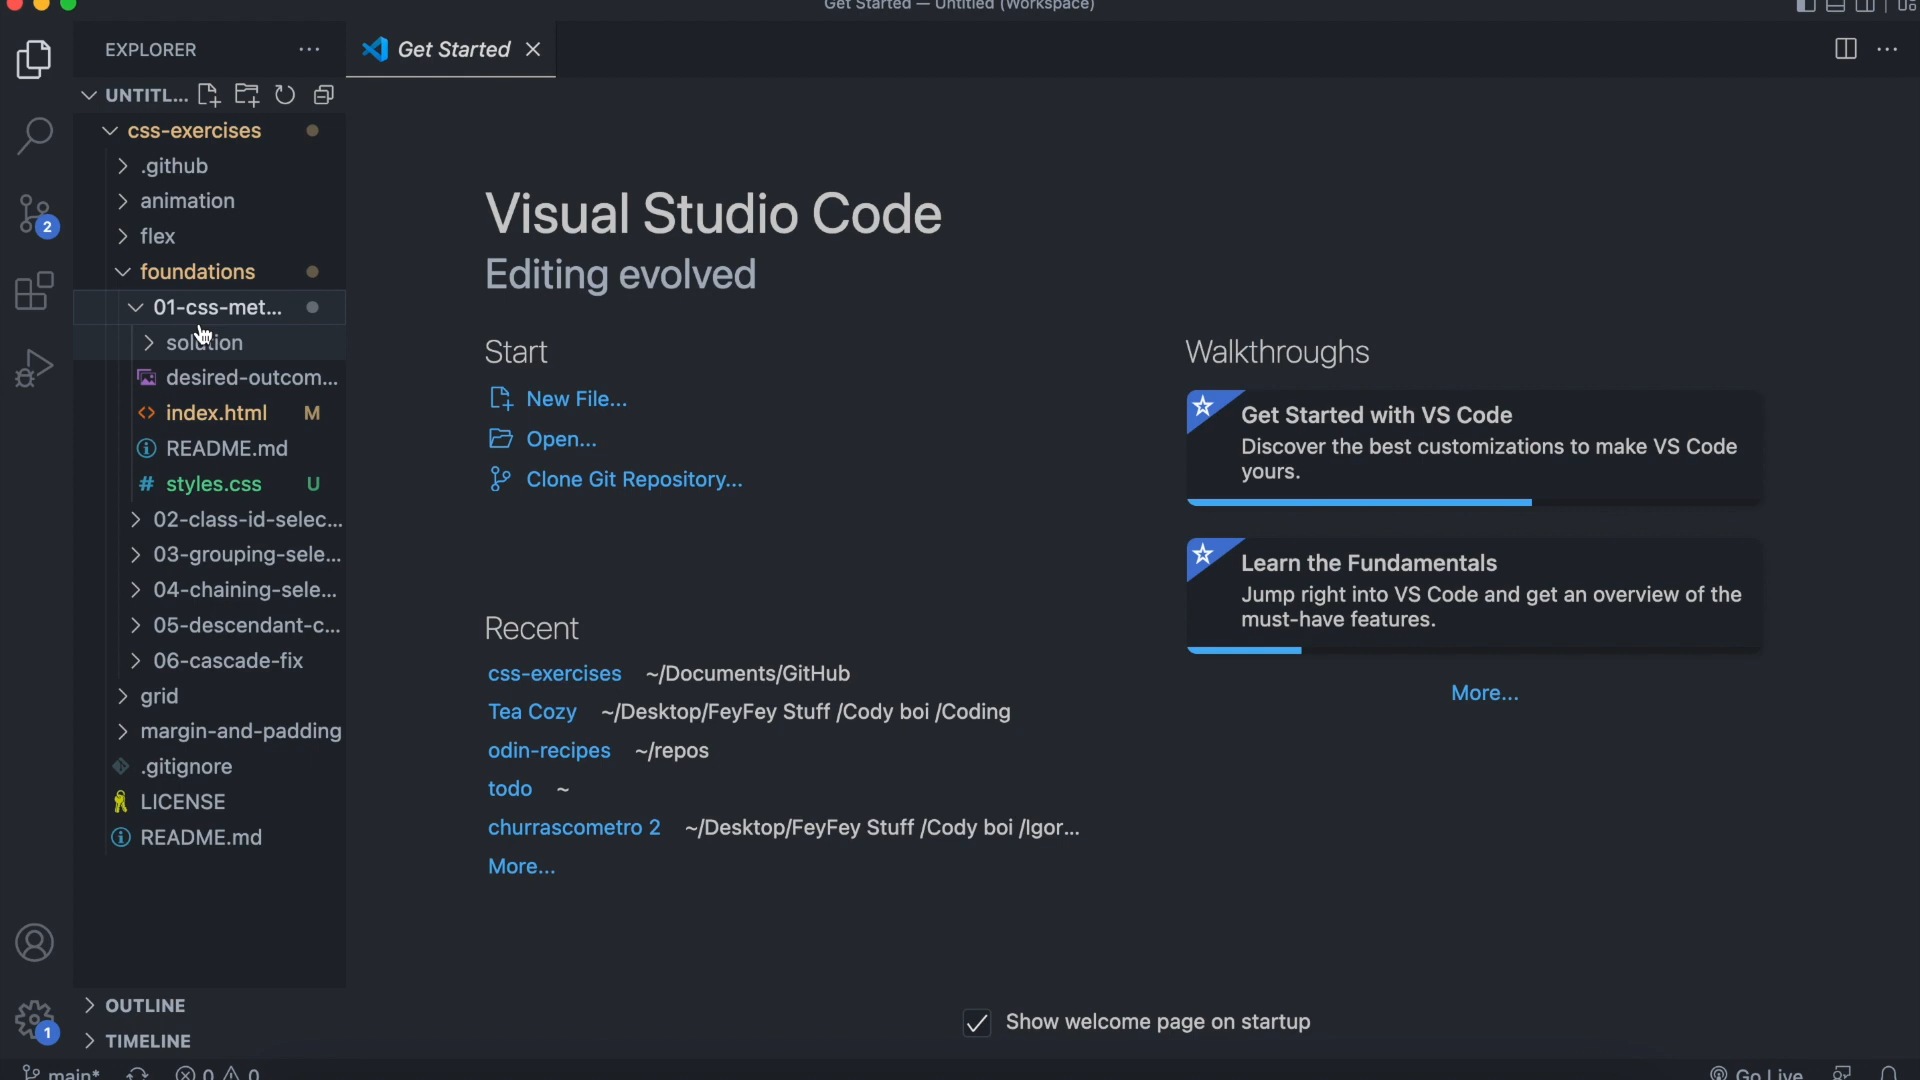 Get Started — Untitled (Workspace)
EXPLORER
Get Started
UNTITL...
css-exercises
.github
animation
flex
foundations
01-css-met...
solution
desired-outcom...
index.html M
README.md
styles.css U
02-class-id-selec...
03-grouping-sele...
04-chaining-sele...
05-descendant-c...
06-cascade-fix
grid
margin-and-padding
.gitignore
LICENSE
README.md
OUTLINE
TIMELINE
2
1
Visual Studio Code
Editing evolved
Start
New File...
Open...
Clone Git Repository...
Recent
css-exercises ~/Documents/GitHub
Tea Cozy ~/Desktop/FeyFey Stuff /Cody boi /Coding
odin-recipes ~/repos
todo ~
churrascometro 2 ~/Desktop/FeyFey Stuff /Cody boi /Igor...
More...
Walkthroughs
Get Started with VS Code
Discover the best customizations to make VS Code
yours.
Learn the Fundamentals
Jump right into VS Code and get an overview of the
must-have features.
More...
Show welcome page on startup
main* 0 0
Go Live